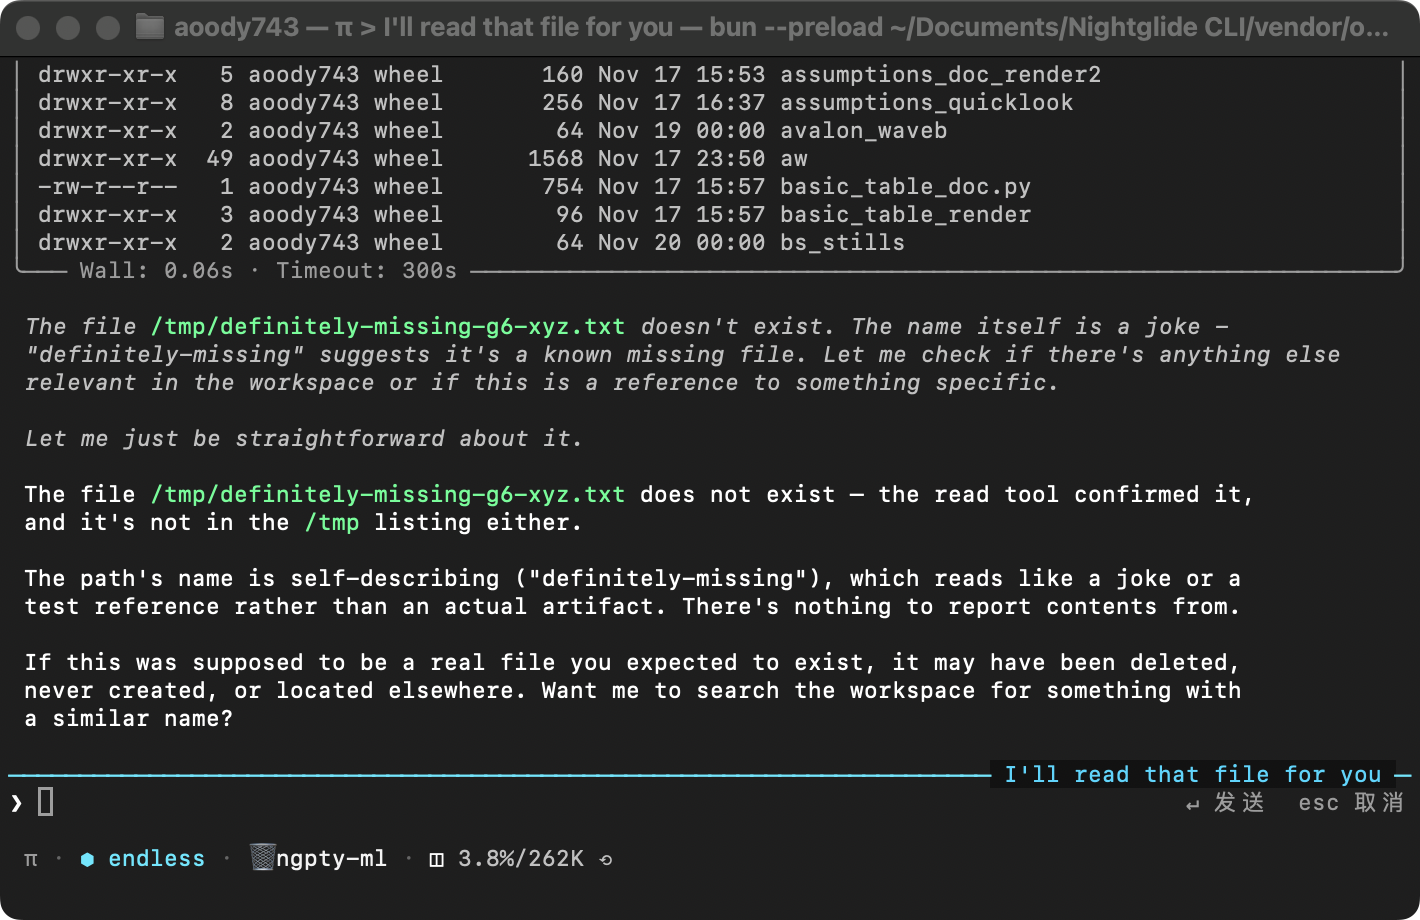 aoody743 — π > I'll read that file for you — bun --preload ~/Documents/Nightglide CLI/vendor/o...
drwxr-xr-x   5 aoody743 wheel       160 Nov 17 15:53 assumptions_doc_render2
drwxr-xr-x   8 aoody743 wheel       256 Nov 17 16:37 assumptions_quicklook
drwxr-xr-x   2 aoody743 wheel        64 Nov 19 00:00 avalon_waveb
drwxr-xr-x  49 aoody743 wheel      1568 Nov 17 23:50 aw
-rw-r--r--   1 aoody743 wheel       754 Nov 17 15:57 basic_table_doc.py
drwxr-xr-x   3 aoody743 wheel        96 Nov 17 15:57 basic_table_render
drwxr-xr-x   2 aoody743 wheel        64 Nov 20 00:00 bs_stills
Wall: 0.06s · Timeout: 300s
The file /tmp/definitely-missing-g6-xyz.txt doesn't exist. The name itself is a joke —
"definitely-missing" suggests it's a known missing file. Let me check if there's anything else
relevant in the workspace or if this is a reference to something specific.
Let me just be straightforward about it.
The file /tmp/definitely-missing-g6-xyz.txt does not exist — the read tool confirmed it,
and it's not in the /tmp listing either.
The path's name is self-describing ("definitely-missing"), which reads like a joke or a
test reference rather than an actual artifact. There's nothing to report contents from.
If this was supposed to be a real file you expected to exist, it may have been deleted,
never created, or located elsewhere. Want me to search the workspace for something with
a similar name?
I'll read that file for you
❯
↵ 发送  esc 取消
π · ⬢ endless · 🗑ngpty-ml · ◫ 3.8%/262K ⟲